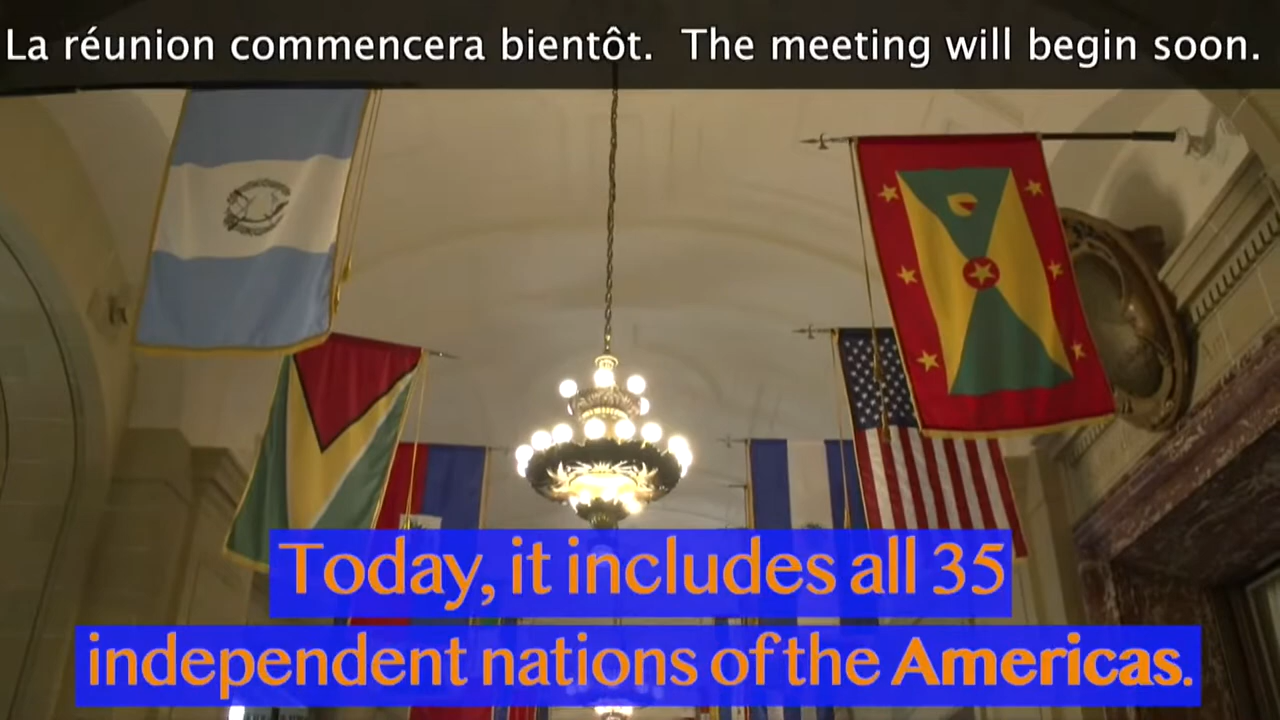 La réunion commencera bientôt.  The meeting will begin soon.
Today, it includes all 35
independent nations of the Americas.